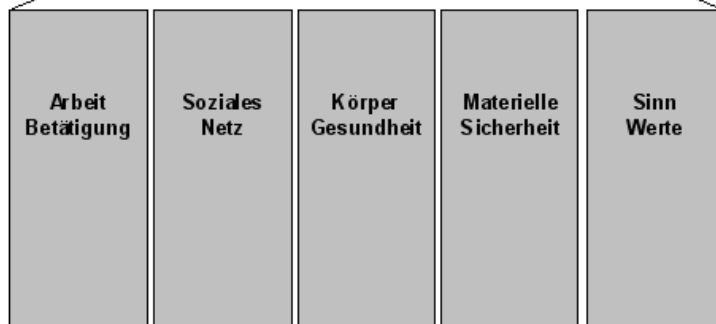 Arbeit
Betätigung
Soziales
Netz
Körper
Gesundheit
Materielle
Sicherheit
Sinn
Werte